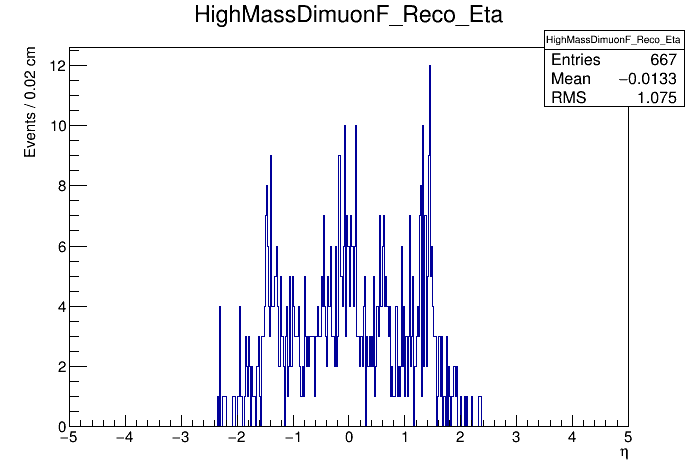 HighMassDimuonF_Reco_Eta
HighMassDimuonF_Reco_Eta
Entries 667
Mean −0.0133
RMS 1.075
Events / 0.02 cm
12
10
8
6
4
2
0
−5 −4 −3 −2 −1 0 1 2 3 4 5
η